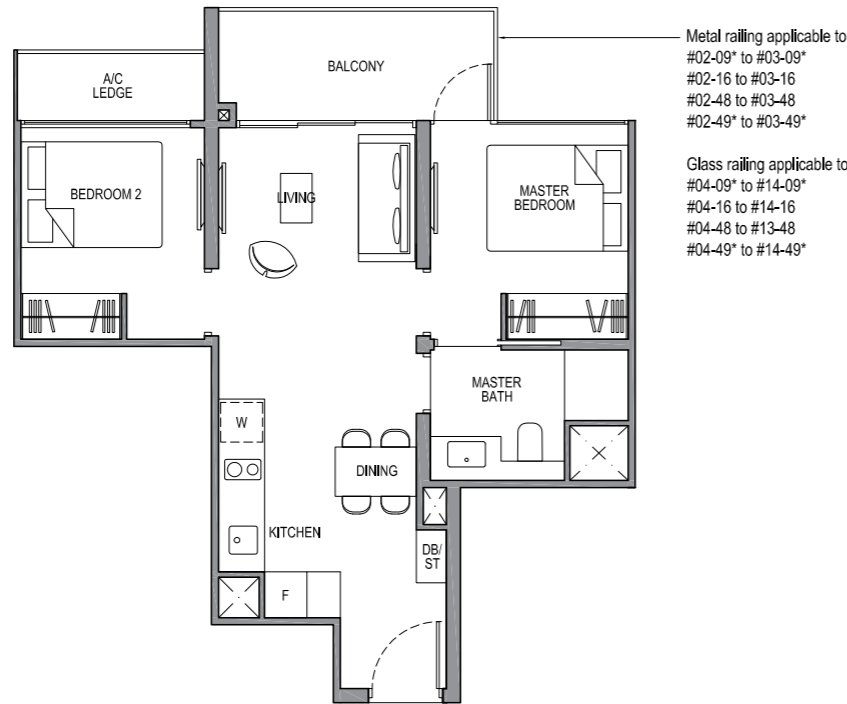 BALCONY
A/C
LEDGE
BEDROOM 2
LIVING
MASTER
BEDROOM
MASTER
BATH
W
DINING
KITCHEN
DB/
ST
F
Metal railing applicable to
#02-09* to #03-09*
#02-16 to #03-16
#02-48 to #03-48
#02-49* to #03-49*
Glass railing applicable to
#04-09* to #14-09*
#04-16 to #14-16
#04-48 to #13-48
#04-49* to #14-49*